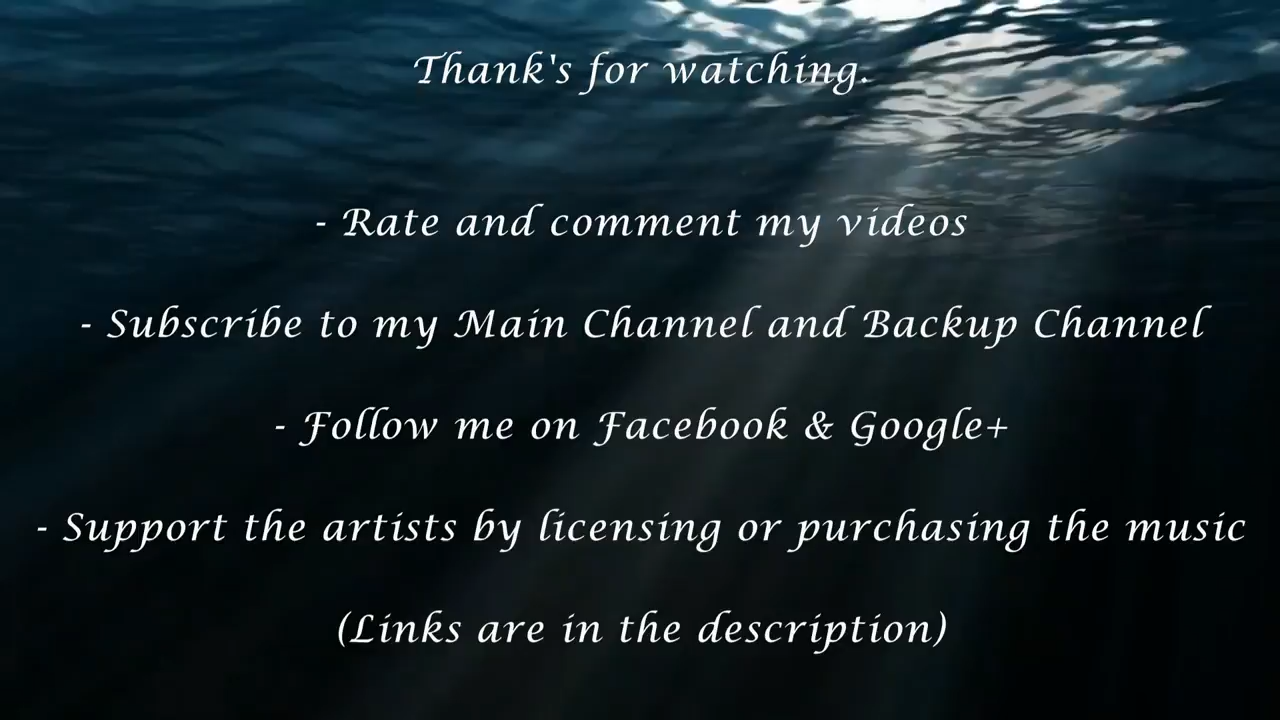 Thank's for watching.
- Rate and comment my videos
- Subscribe to my Main Channel and Backup Channel
- Follow me on Facebook & Google+
- Support the artists by licensing or purchasing the music
(Links are in the description)